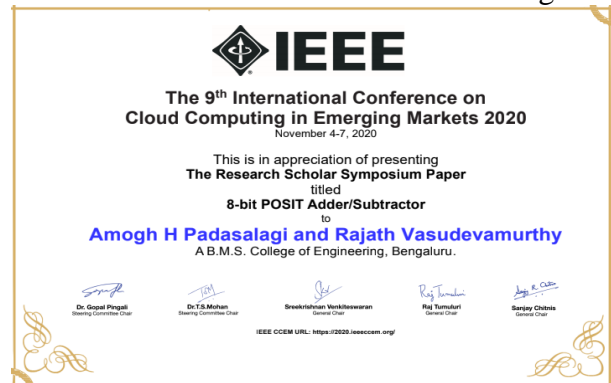 IEEE
The 9th International Conference on
Cloud Computing in Emerging Markets 2020
November 4-7, 2020
This is in appreciation of presenting
The Research Scholar Symposium Paper
titled
8-bit POSIT Adder/Subtractor
to
Amogh H Padasalagi and Rajath Vasudevamurthy
A B.M.S. College of Engineering, Bengaluru.
Dr. Gopal Pingali Dr.T.S.Mohan Sreekrishnan Venkiteswaran Raj Tumuluri Sanjay Chitnis
Steering Committee Chair Steering Committee Chair General Chair General Chair General Chair
IEEE CCEM URL: https://2020.ieeeccem.org/